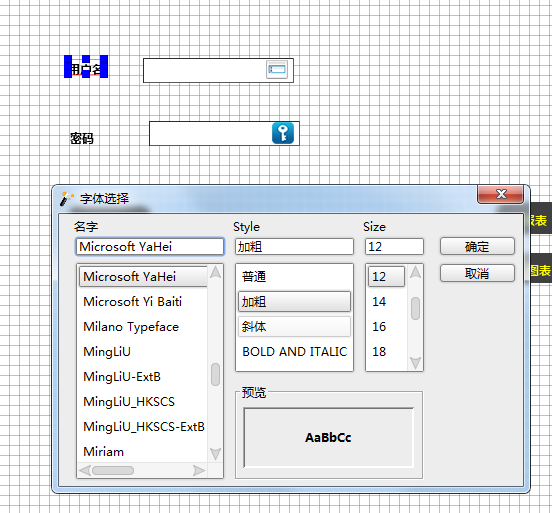 用户名
密码
字体选择
名字
Style
Size
Microsoft YaHei
加粗
12
确定
取消
Microsoft YaHei
Microsoft Yi Baiti
Milano Typeface
MingLiU
MingLiU-ExtB
MingLiU_HKSCS
MingLiU_HKSCS-ExtB
Miriam
普通
加粗
斜体
BOLD AND ITALIC
12
14
16
18
预览
AaBbCc
表
图表